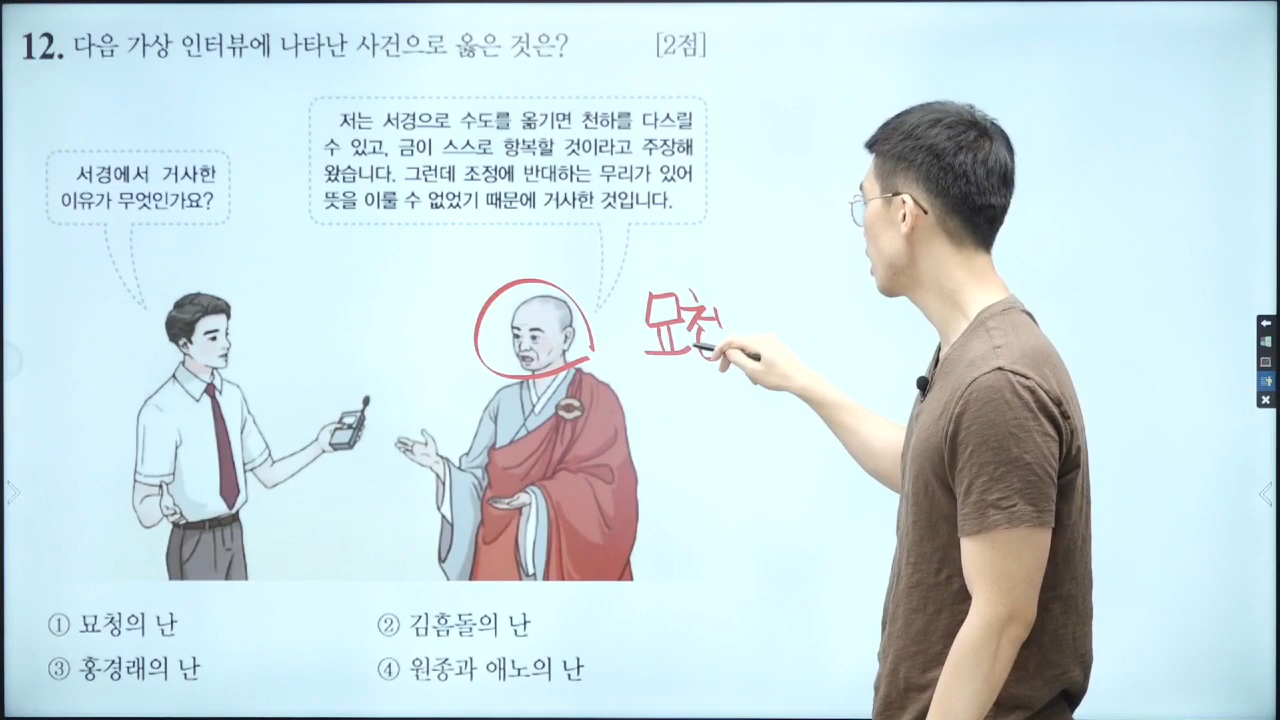 12. 다음 가상 인터뷰에 나타난 사건으로 옳은 것은? [2점]
서경에서 거사한
이유가 무엇인가요?
저는 서경으로 수도를 옮기면 천하를 다스릴
수 있고, 금이 스스로 항복할 것이라고 주장해
왔습니다. 그런데 조정에 반대하는 무리가 있어
뜻을 이룰 수 없었기 때문에 거사한 것입니다.
묘
① 묘청의 난 ② 김흠돌의 난
③ 홍경래의 난 ④ 원종과 애노의 난